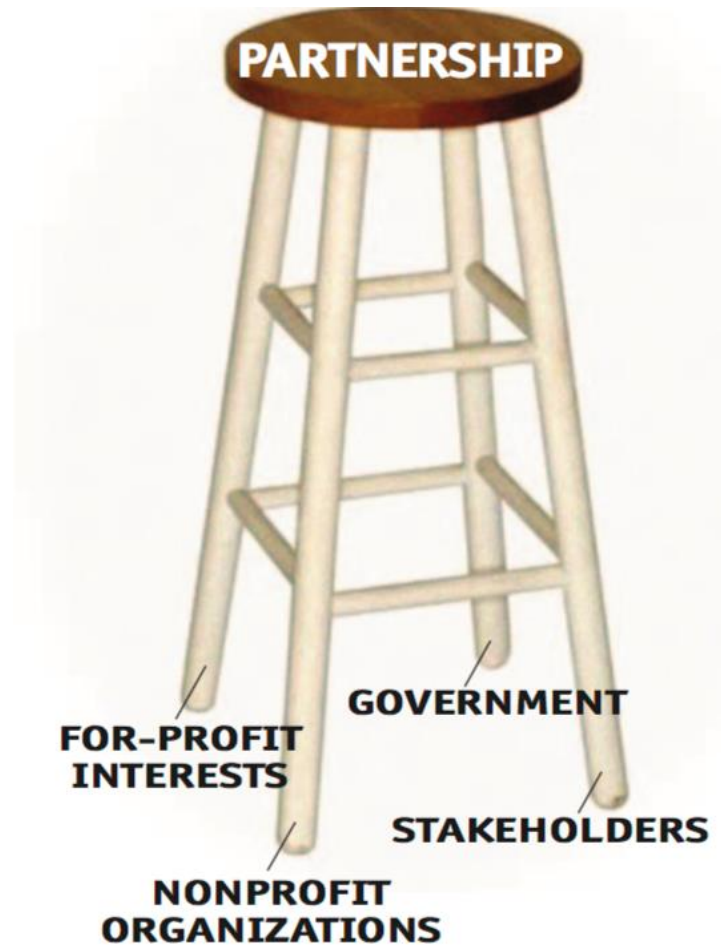 PARTNERSHIP
GOVERNMENT
FOR-PROFIT
INTERESTS
STAKEHOLDERS
NONPROFIT
ORGANIZATIONS